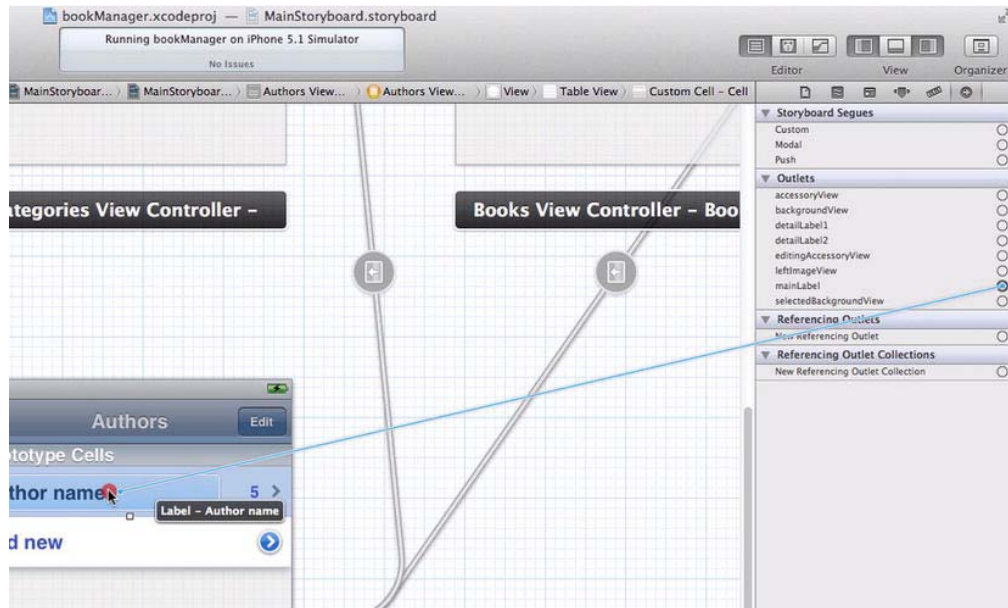 bookManager.xcodeproj — MainStoryboard.storyboard
Running bookManager on iPhone 5.1 Simulator
No Issues
Editor View Organizer
MainStoryboar... MainStoryboar... Authors View... Authors View... View Table View Custom Cell - Cell
Storyboard Segues
Custom
Modal
Push
Outlets
accessoryView
backgroundView
detailLabel1
detailLabel2
editingAccessoryView
leftImageView
mainLabel
selectedBackgroundView
Referencing Outlets
New Referencing Outlet
Referencing Outlet Collections
New Referencing Outlet Collection
ategories View Controller -
Books View Controller - Boo
Authors Edit
ototype Cells
thor name 5
Label - Author name
d new